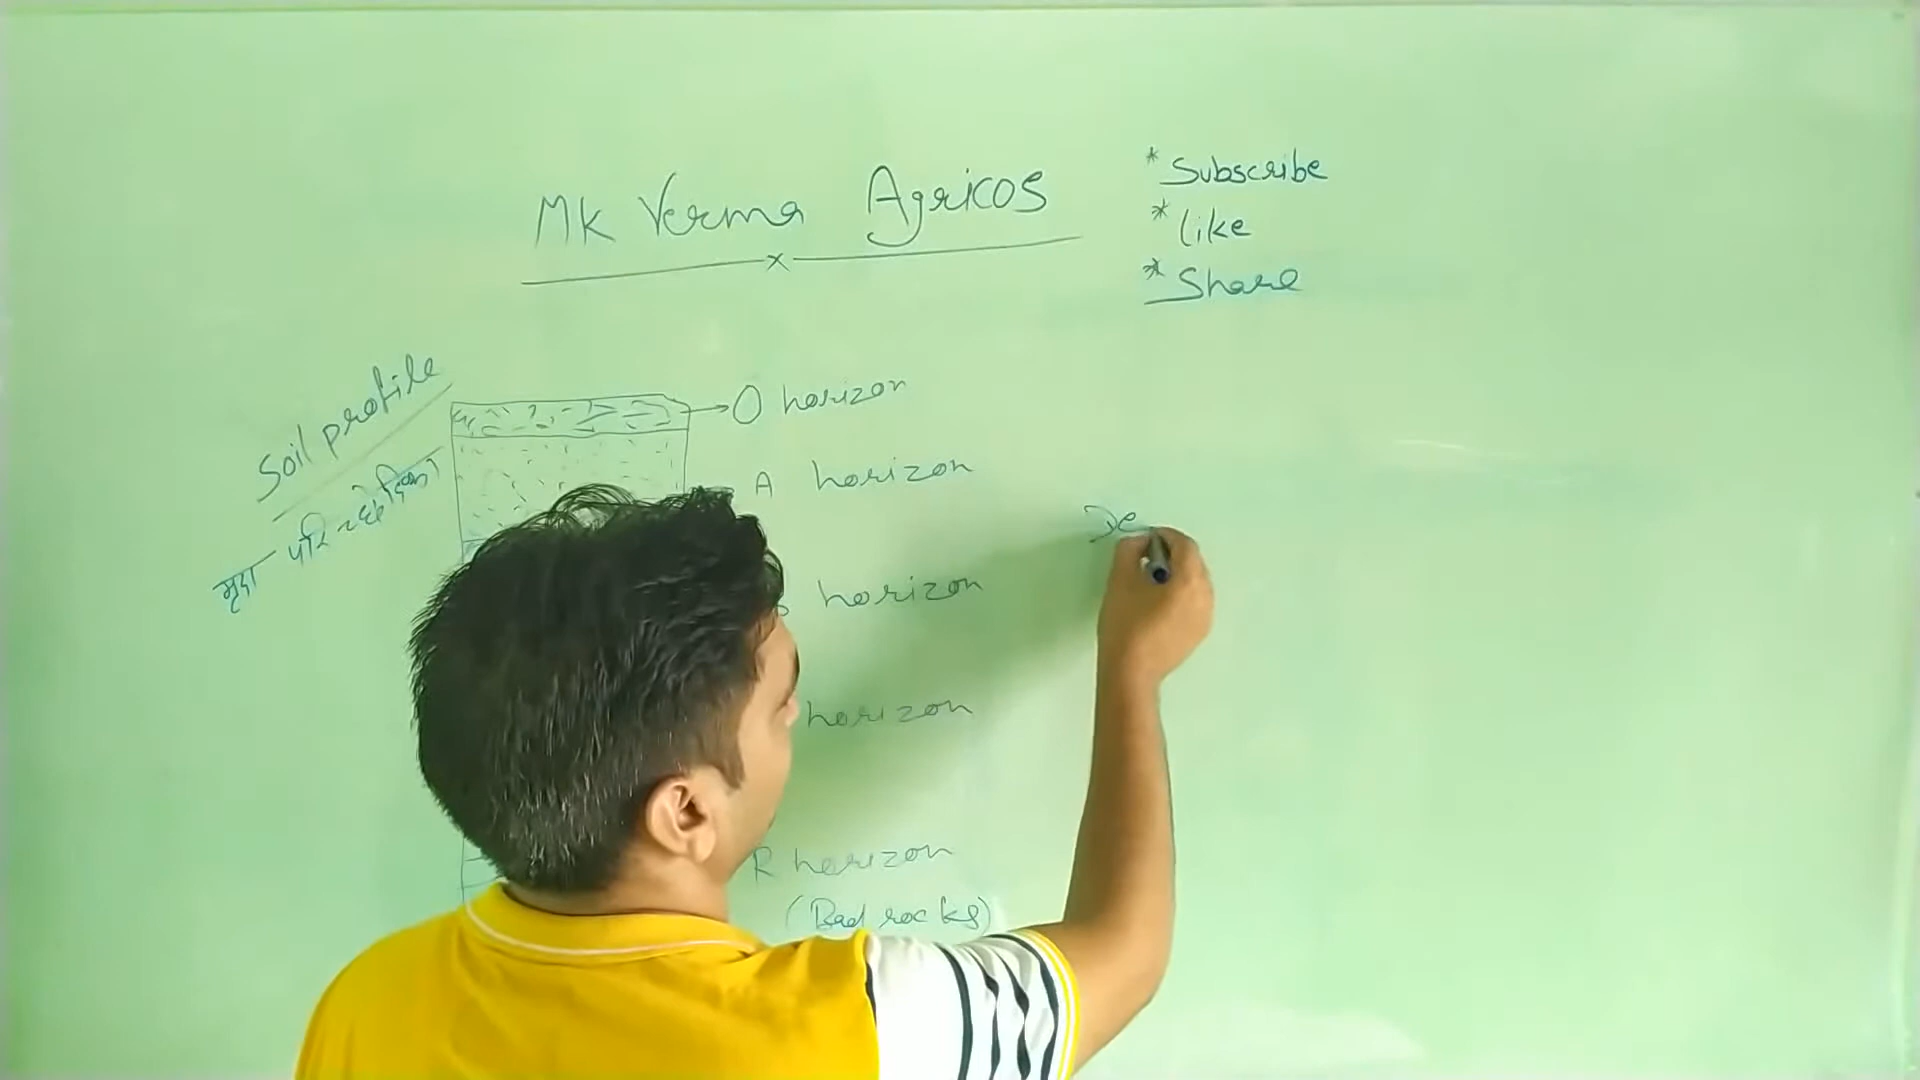 Mk Verma Agricos
* Subscribe
* like
* Share
Soil profile
मृदा परिच्छेदिका
O horizon
A horizon
B horizon
horizon
R horizon
(Bad rocks)
De